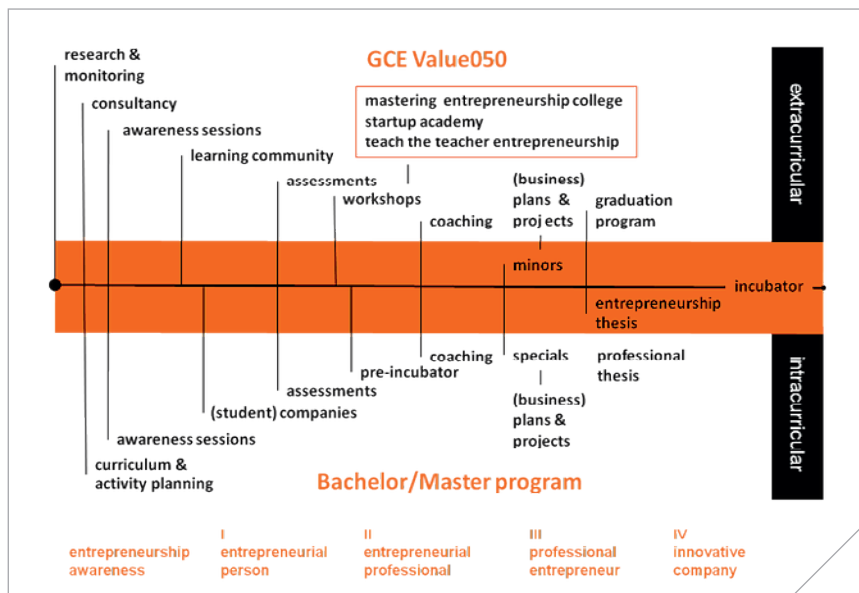 research &
monitoring
GCE Value050
consultancy
mastering entrepreneurship college
startup academy
teach the teacher entrepreneurship
awareness sessions
learning community
assessments
workshops
(business)
plans &
projects
graduation
program
coaching
minors
incubator
entrepreneurship
thesis
coaching
specials
professional
thesis
pre-incubator
assessments
(business)
plans &
projects
(student) companies
awareness sessions
curriculum &
activity planning
Bachelor/Master program
extracurricular
intracurricular
entrepreneurship
awareness
I
entrepreneurial
person
II
entrepreneurial
professional
III
professional
entrepreneur
IV
innovative
company